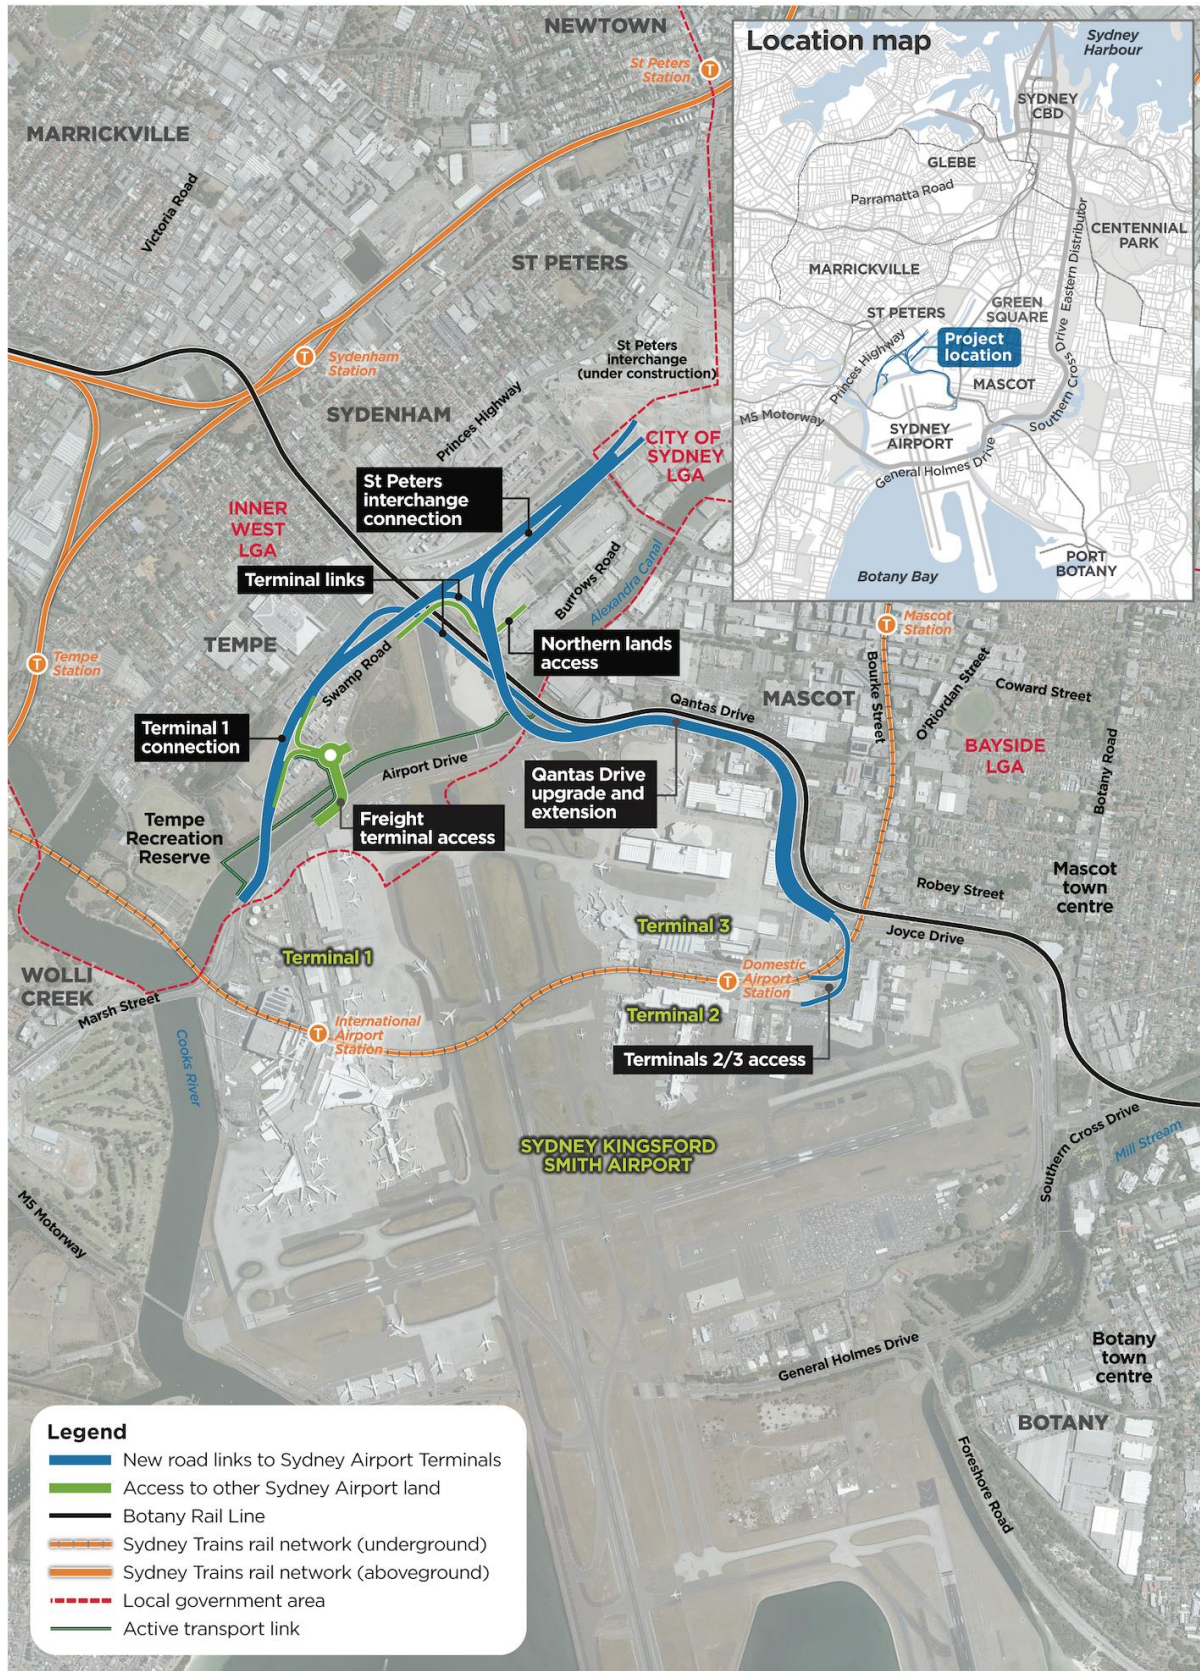 NEWTOWN
St Peters
Station
MARRICKVILLE
Victoria Road
ST PETERS
Sydenham
Station
St Peters
interchange
(under construction)
SYDENHAM
Princes Highway
CITY OF
SYDNEY
LGA
St Peters
interchange
connection
INNER
WEST
LGA
Terminal links
Burrows Road
Alexandra Canal
TEMPE
Northern lands
access
Tempe
Station
Swamp Road
Mascot
Station
Bourke Street
O'Riordan Street
Coward Street
MASCOT
Qantas Drive
Terminal 1
connection
BAYSIDE
LGA
Botany Road
Airport Drive
Qantas Drive
upgrade and
extension
Tempe
Recreation
Reserve
Freight
terminal access
Mascot
town
centre
Robey Street
Terminal 3
Joyce Drive
Terminal 1
WOLLI
CREEK
Marsh Street
Domestic
Airport
Station
Terminal 2
International
Airport
Station
Terminals 2/3 access
Cooks River
SYDNEY KINGSFORD
SMITH AIRPORT
Southern Cross Drive
Mill Stream
M5 Motorway
General Holmes Drive
Botany
town
centre
BOTANY
Foreshore Road
Location map
Sydney
Harbour
SYDNEY
CBD
GLEBE
Parramatta Road
Eastern Distributor
CENTENNIAL
PARK
MARRICKVILLE
ST PETERS
GREEN
SQUARE
Princes Highway
Project
location
MASCOT
Southern Cross Drive
M5 Motorway
SYDNEY
AIRPORT
General Holmes Drive
PORT
BOTANY
Botany Bay
Legend
New road links to Sydney Airport Terminals
Access to other Sydney Airport land
Botany Rail Line
Sydney Trains rail network (underground)
Sydney Trains rail network (aboveground)
Local government area
Active transport link
T
T
T
T
T
T